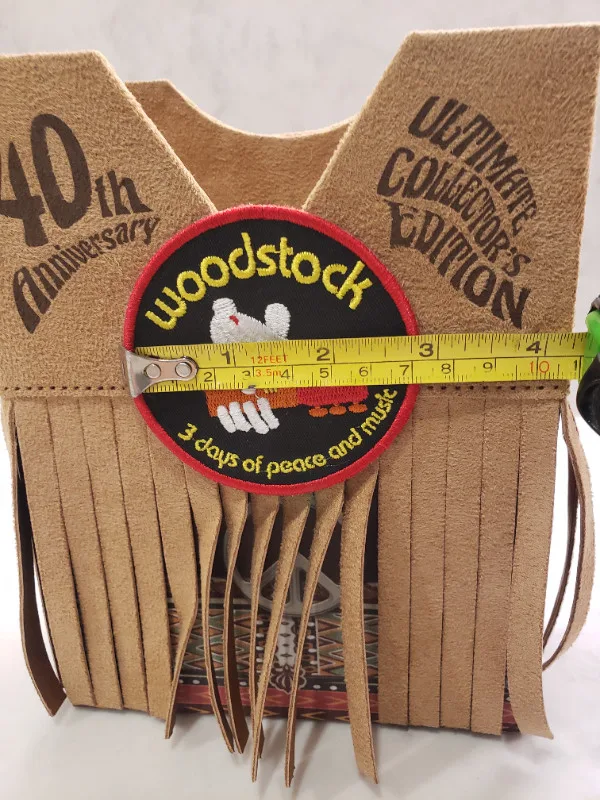 40th
Anniversary
ULTIMATE
COLLECTOR'S
EDITION
woodstock
1 2 3 4
12FEET
3.5m
2 3 4 5 6 7 8 9 10
3 days of peace and music